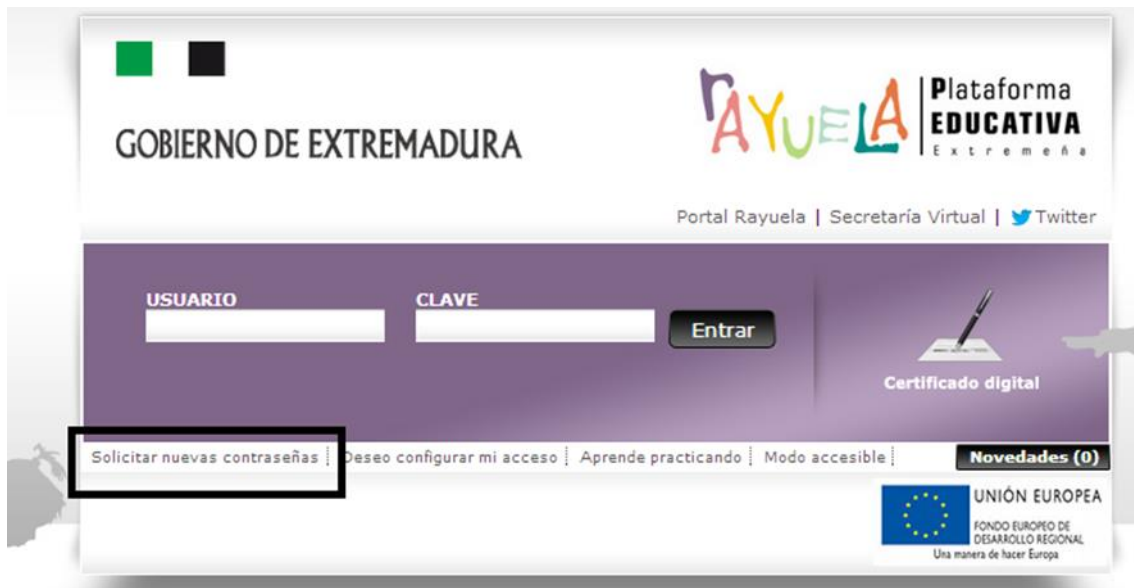 GOBIERNO DE EXTREMADURA
rAYUELA
Plataforma
EDUCATIVA
Extremeña
Portal Rayuela | Secretaría Virtual | Twitter
USUARIO
CLAVE
Entrar
Certificado digital
Solicitar nuevas contraseñas
Deseo configurar mi acceso
Aprende practicando
Modo accesible
Novedades (0)
UNIÓN EUROPEA
FONDO EUROPEO DE
DESARROLLO REGIONAL
Una manera de hacer Europa